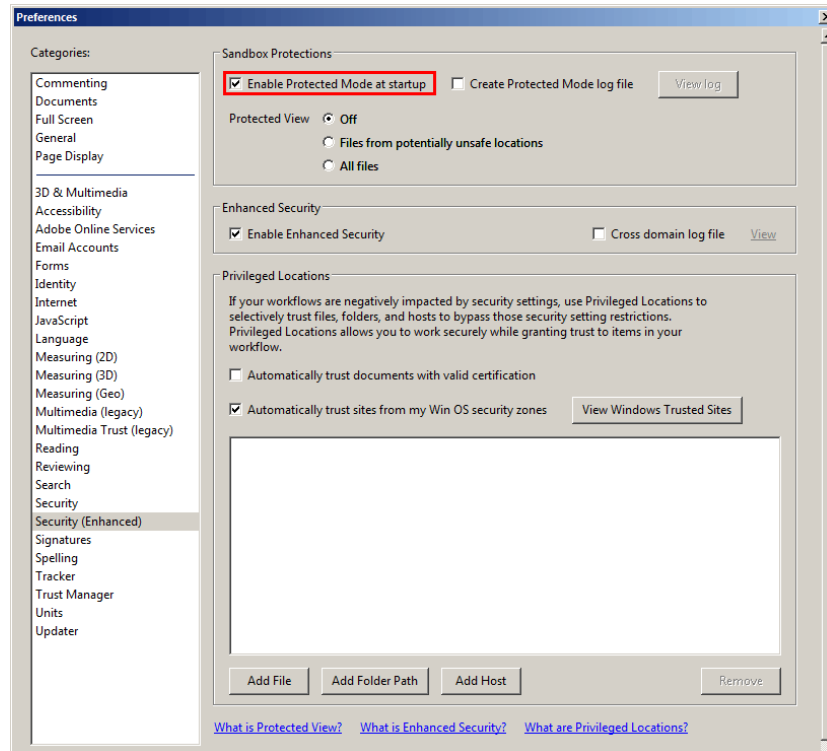 Preferences
Categories:
Commenting
Documents
Full Screen
General
Page Display
3D & Multimedia
Accessibility
Adobe Online Services
Email Accounts
Forms
Identity
Internet
JavaScript
Language
Measuring (2D)
Measuring (3D)
Measuring (Geo)
Multimedia (legacy)
Multimedia Trust (legacy)
Reading
Reviewing
Search
Security
Security (Enhanced)
Signatures
Spelling
Tracker
Trust Manager
Units
Updater
Sandbox Protections
Enable Protected Mode at startup Create Protected Mode log file View log
Protected View Off
Files from potentially unsafe locations
All files
Enhanced Security
Enable Enhanced Security Cross domain log file View
Privileged Locations
If your workflows are negatively impacted by security settings, use Privileged Locations to
selectively trust files, folders, and hosts to bypass those security setting restrictions.
Privileged Locations allows you to work securely while granting trust to items in your
workflow.
Automatically trust documents with valid certification
Automatically trust sites from my Win OS security zones View Windows Trusted Sites
Add File Add Folder Path Add Host Remove
What is Protected View? What is Enhanced Security? What are Privileged Locations?